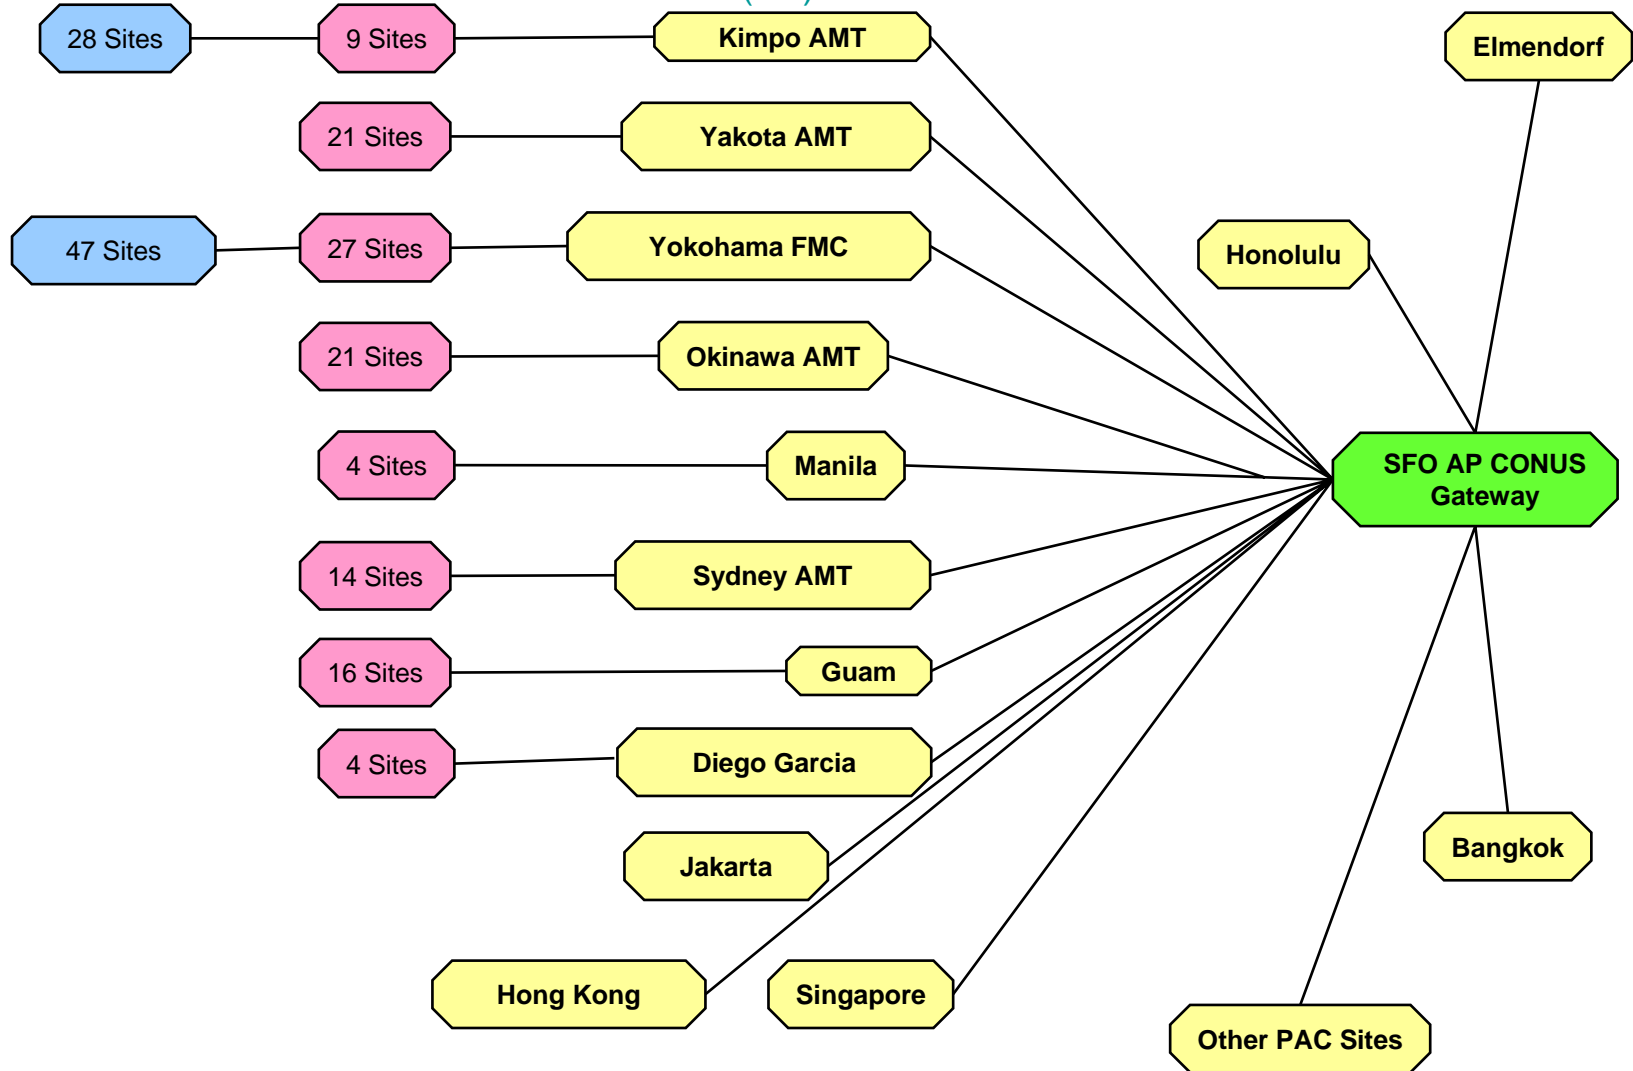 28 Sites
9 Sites
Kimpo AMT
Elmendorf
21 Sites
Yakota AMT
47 Sites
27 Sites
Yokohama FMC
Honolulu
21 Sites
Okinawa AMT
4 Sites
Manila
SFO AP CONUS
Gateway
14 Sites
Sydney AMT
16 Sites
Guam
4 Sites
Diego Garcia
Jakarta
Bangkok
Hong Kong
Singapore
Other PAC Sites